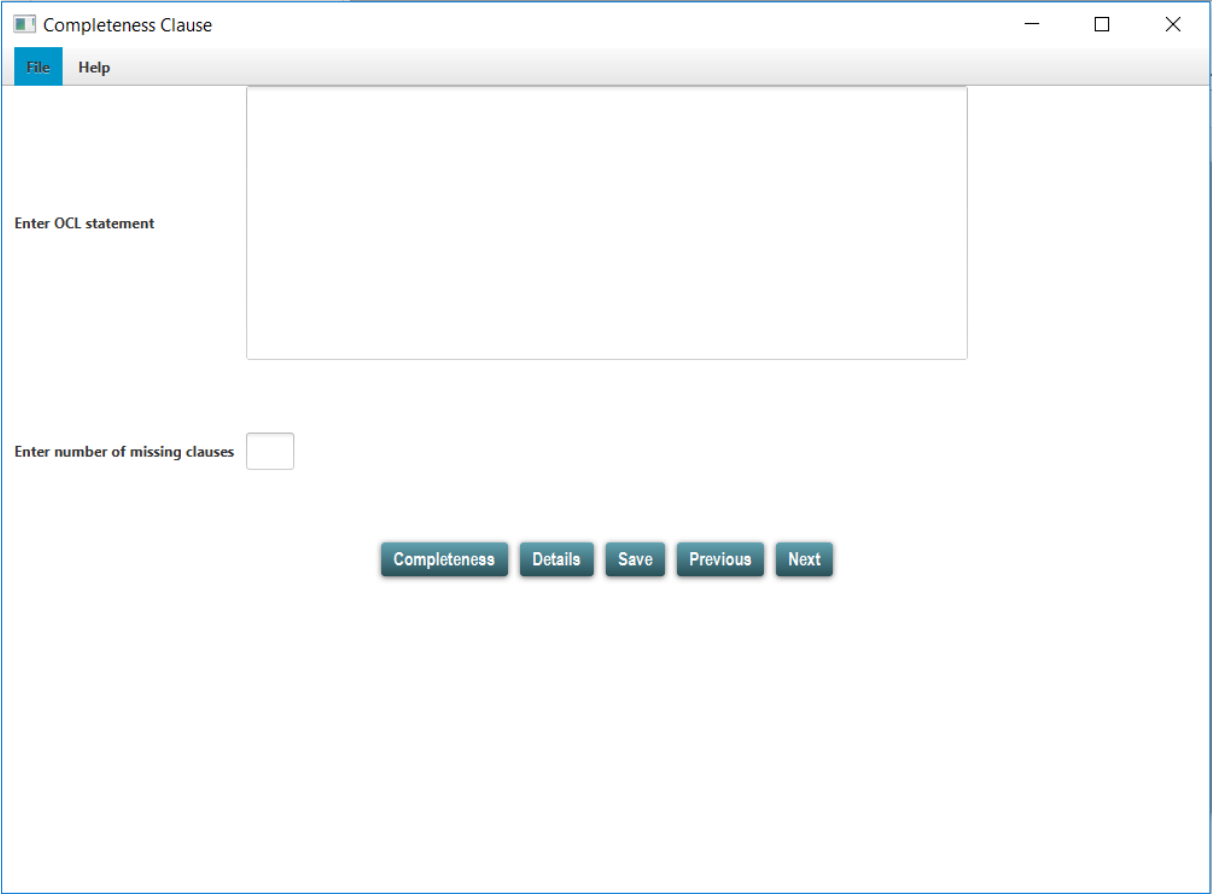 Completeness Clause
File Help
Enter OCL statement
Enter number of missing clauses
Completeness Details Save Previous Next